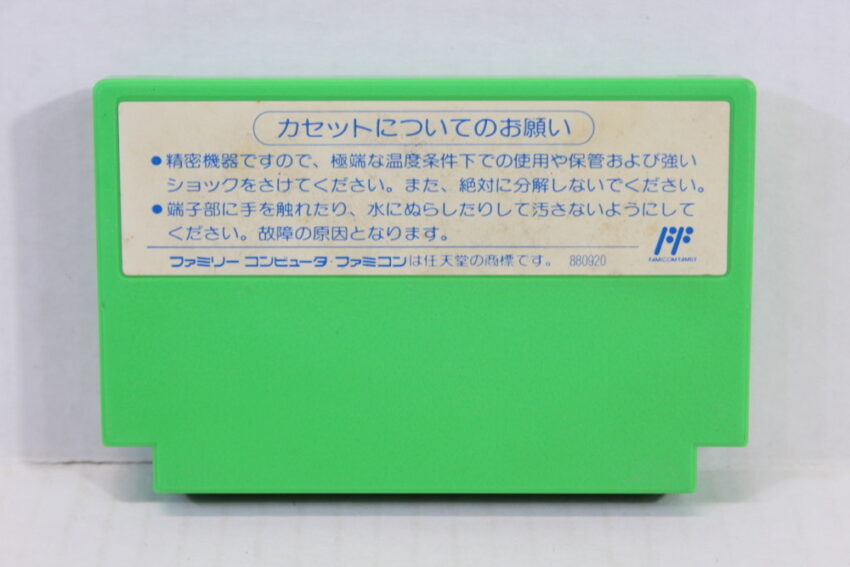 カセットについてのお願い
●精密機器ですので、極端な温度条件下での使用や保管および強い
ショックをさけてください。また、絶対に分解しないでください。
●端子部に手を触れたり、水にぬらしたりして汚さないようにして
ください。故障の原因となります。
FF
FAMICOM FAMILY
ファミリー コンピュータ・ファミコンは任天堂の商標です。 880920